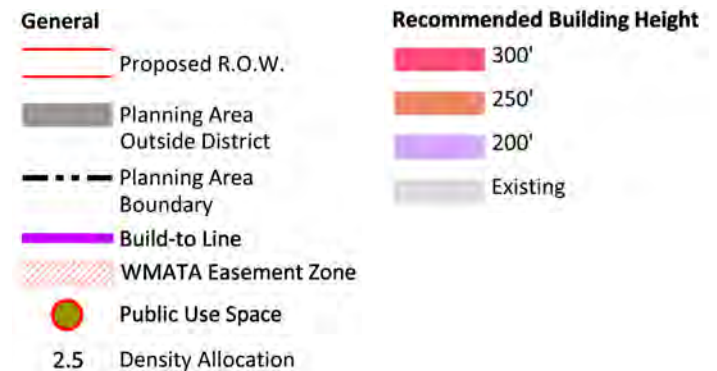 General
Proposed R.O.W.
Planning Area
Outside District
Planning Area
Boundary
Build-to Line
WMATA Easement Zone
Public Use Space
2.5 Density Allocation
Recommended Building Height
300'
250'
200'
Existing